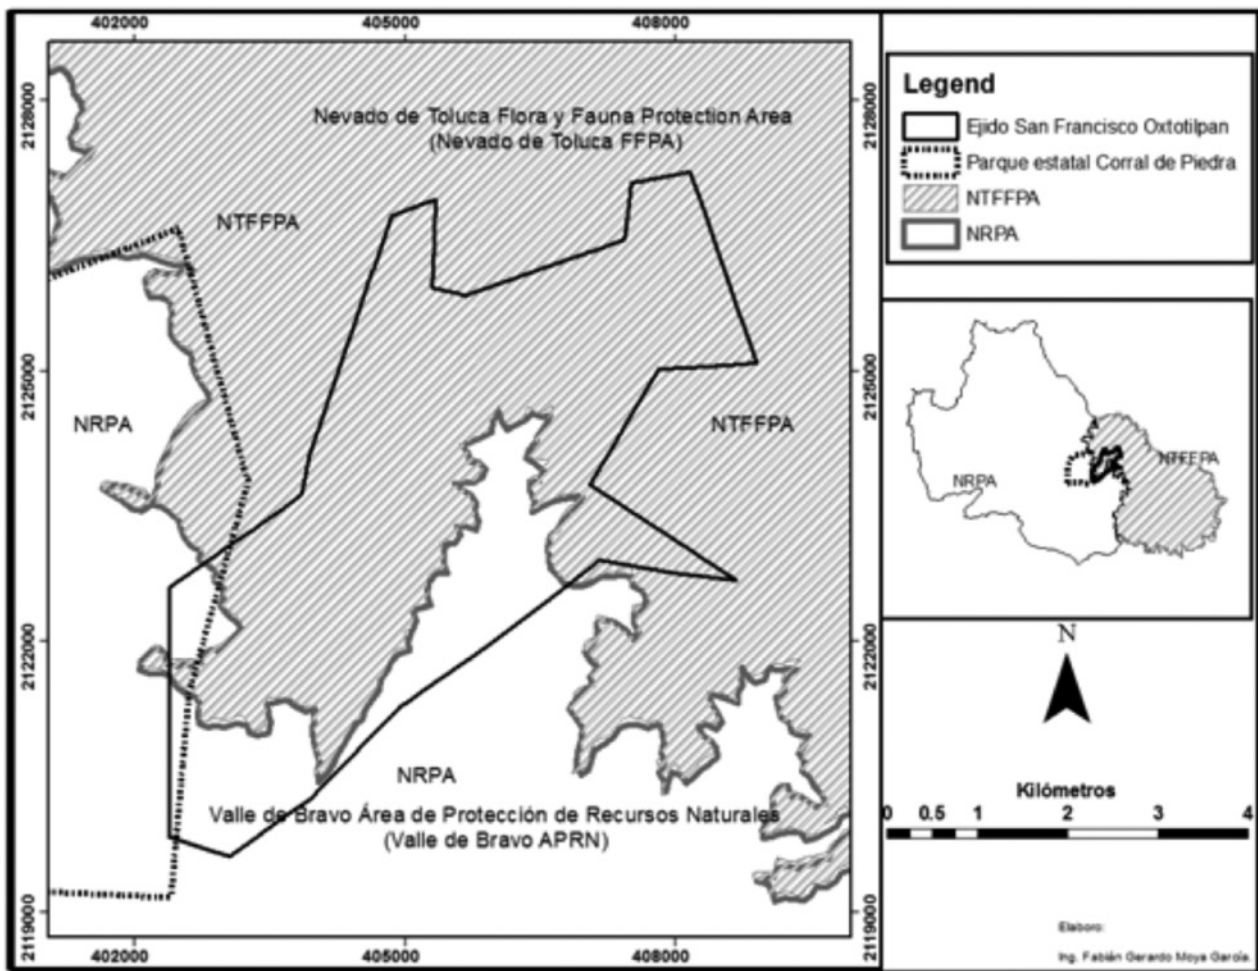 402000
405000
408000
2128000
2128000
Nevado de Toluca Flora y Fauna Protection Area
(Nevado de Toluca FFPA)
NTFFPA
2125000
2125000
NRPA
NTFFPA
2122000
2122000
NRPA
Valle de Bravo Área de Protección de Recursos Naturales
(Valle de Bravo APRN)
2119000
2119000
402000
405000
408000
Legend
Ejido San Francisco Oxtotilpan
Parque estatal Corral de Piedra
NTFFPA
NRPA
NRPA
NTFFPA
N
Kilómetros
0 0.5 1 2 3 4
Elaboro:
Ing. Fabián Gerardo Moya García.